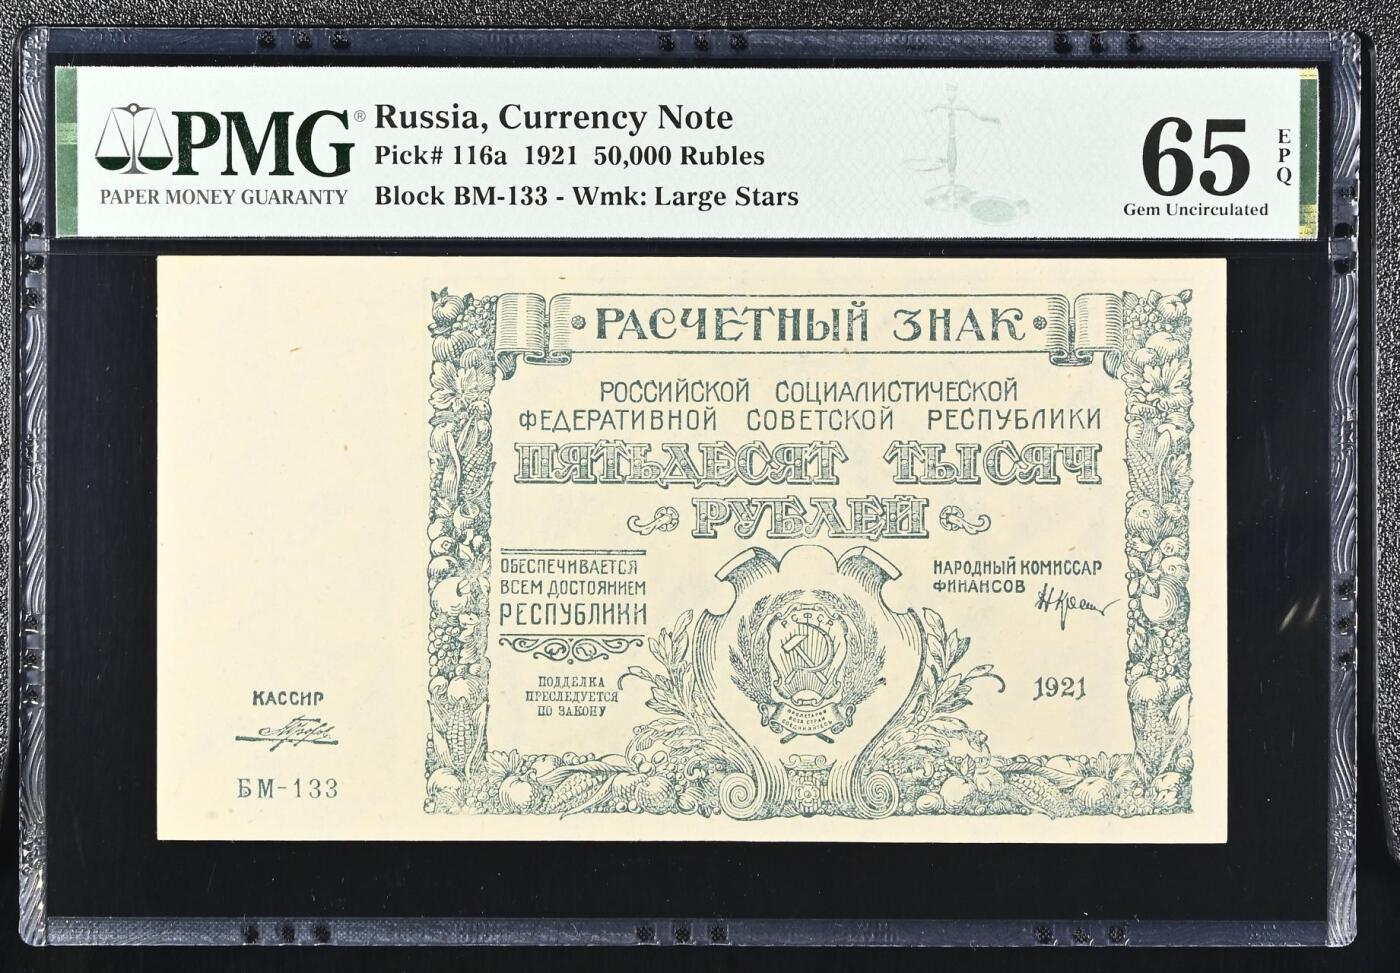 PMG®
PAPER MONEY GUARANTY
Russia, Currency Note
Pick# 116a 1921 50,000 Rubles
Block BM-133 - Wmk: Large Stars
65
EPQ
Gem Uncirculated
РАСЧЕТНЫЙ ЗНАК
РОССИЙСКОЙ СОЦИАЛИСТИЧЕСКОЙ
ФЕДЕРАТИВНОЙ СОВЕТСКОЙ РЕСПУБЛИКИ
ПЯТЬДЕСЯТ ТЫСЯЧ
РУБЛЕЙ
ОБЕСПЕЧИВАЕТСЯ
ВСЕМ ДОСТОЯНИЕМ
РЕСПУБЛИКИ
ПОДДЕЛКА
ПРЕСЛЕДУЕТСЯ
ПО ЗАКОНУ
НАРОДНЫЙ КОМИССАР
ФИНАНСОВ
Р.С.Ф.С.Р.
1921
КАССИР
БМ-133